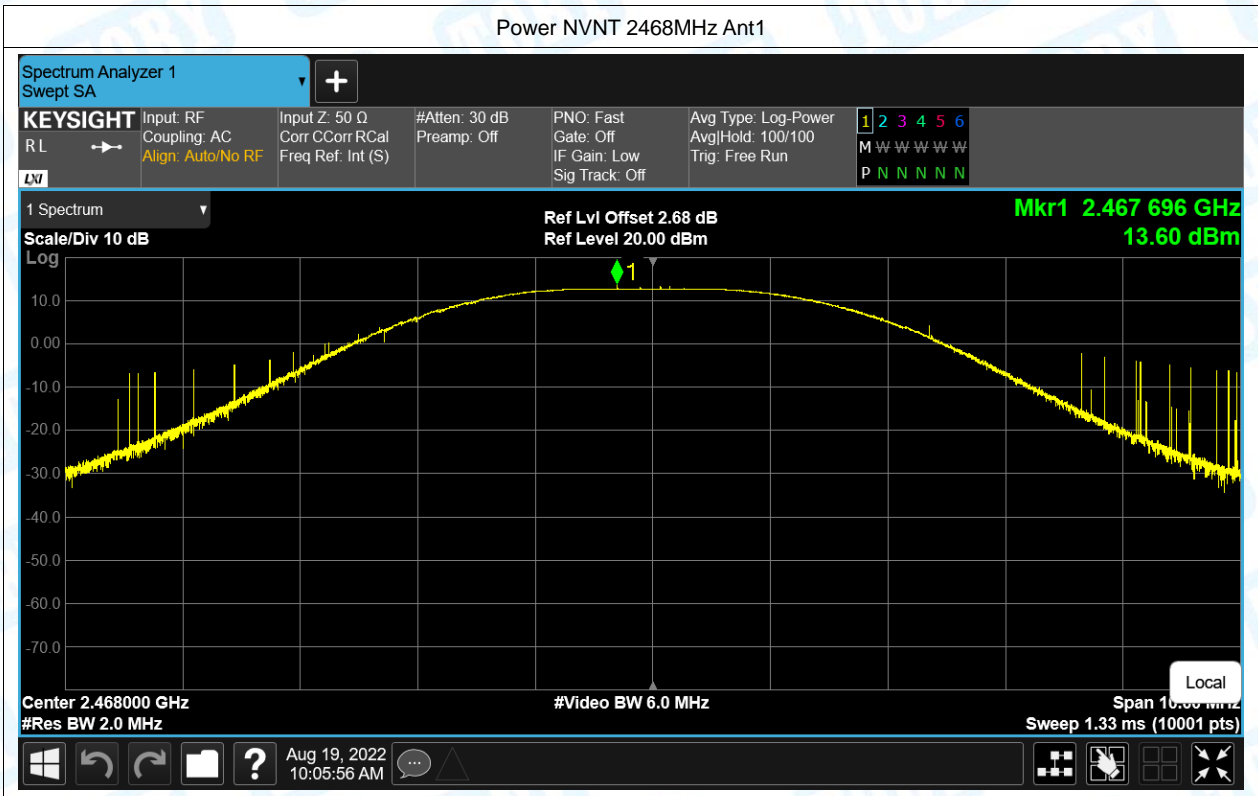 Power NVNT 2468MHz Ant1
Spectrum Analyzer 1
Swept SA
KEYSIGHT
R L
LXI
Input: RF
Coupling: AC
Align: Auto/No RF
Input Z: 50 Ω
Corr CCorr RCal
Freq Ref: Int (S)
#Atten: 30 dB
Preamp: Off
PNO: Fast
Gate: Off
IF Gain: Low
Sig Track: Off
Avg Type: Log-Power
Avg|Hold: 100/100
Trig: Free Run
1 2 3 4 5 6
M W W W W W
P N N N N N
1 Spectrum
Scale/Div 10 dB
Ref Lvl Offset 2.68 dB
Ref Level 20.00 dBm
Mkr1 2.467 696 GHz
13.60 dBm
Log
1
10.0
0.00
-10.0
-20.0
-30.0
-40.0
-50.0
-60.0
-70.0
Local
Center 2.468000 GHz
#Video BW 6.0 MHz
Span 10.00 MHz
#Res BW 2.0 MHz
Sweep 1.33 ms (10001 pts)
?
Aug 19, 2022
10:05:56 AM